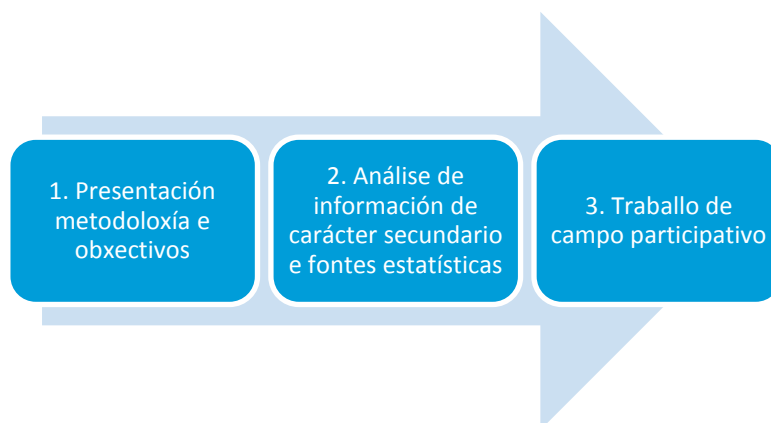 1. Presentación
metodoloxía e
obxectivos
2. Análise de
información de
carácter secundario
e fontes estatísticas
3. Traballo de
campo participativo